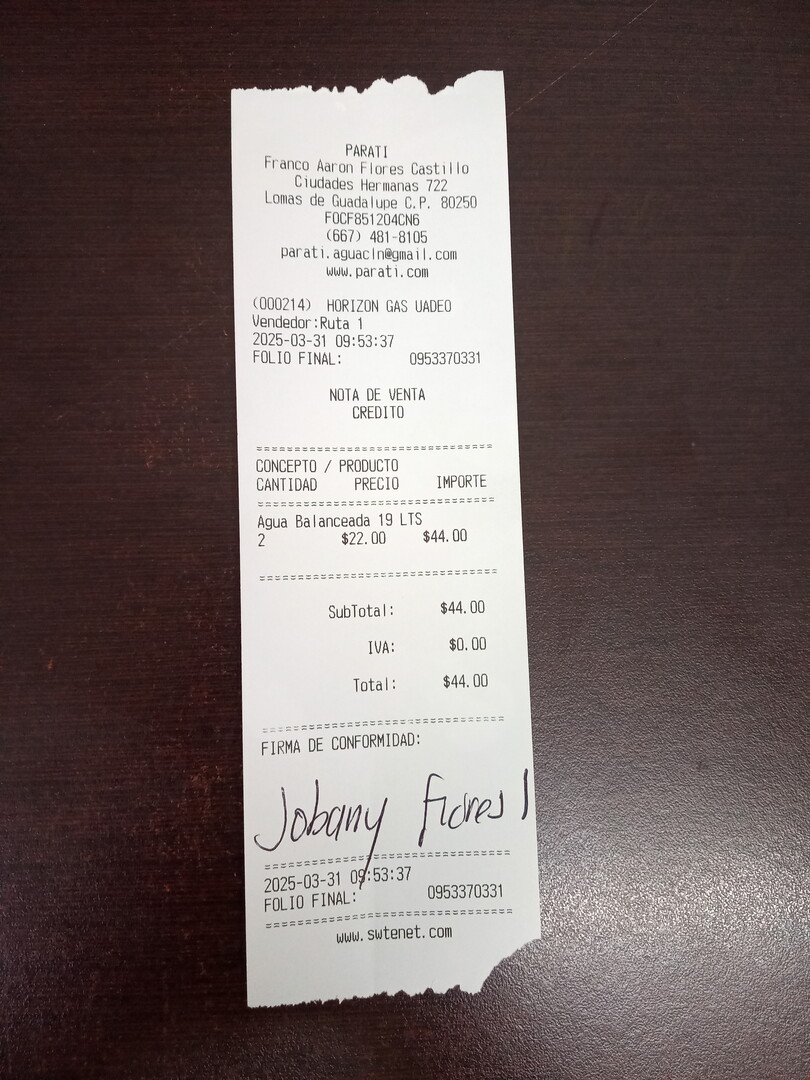 PARATI
Franco Aaron Flores Castillo
Ciudades Hermanas 722
Lomas de Guadalupe C.P. 80250
FOCF851204CN6
(667) 481-8105
parati.aguacln@gmail.com
www.parati.com
(000214) HORIZON GAS UADEO
Vendedor:Ruta 1
2025-03-31 09:53:37
FOLIO FINAL: 0953370331
NOTA DE VENTA
CREDITO
==============================
CONCEPTO / PRODUCTO
CANTIDAD PRECIO IMPORTE
==============================
Agua Balanceada 19 LTS
2 $22.00 $44.00
==============================
SubTotal: $44.00
IVA: $0.00
Total: $44.00
==============================
FIRMA DE CONFORMIDAD:
Jobany Flores
==============================
2025-03-31 09:53:37
FOLIO FINAL: 0953370331
==============================
www.swtenet.com